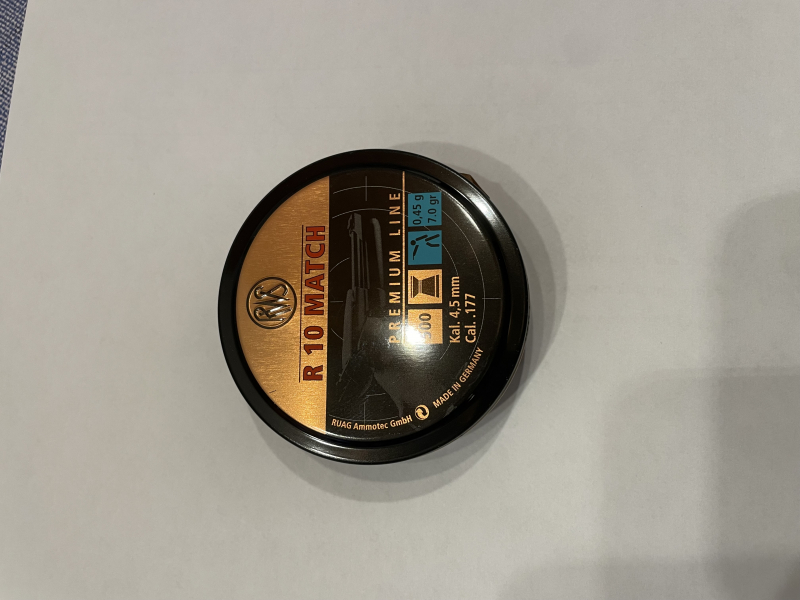 RWS
R 10 MATCH
PREMIUM LINE
0,45 g
7.0 gr
Kal. 4,5 mm
Cal. .177
RUAG Ammotec GmbH
MADE IN GERMANY